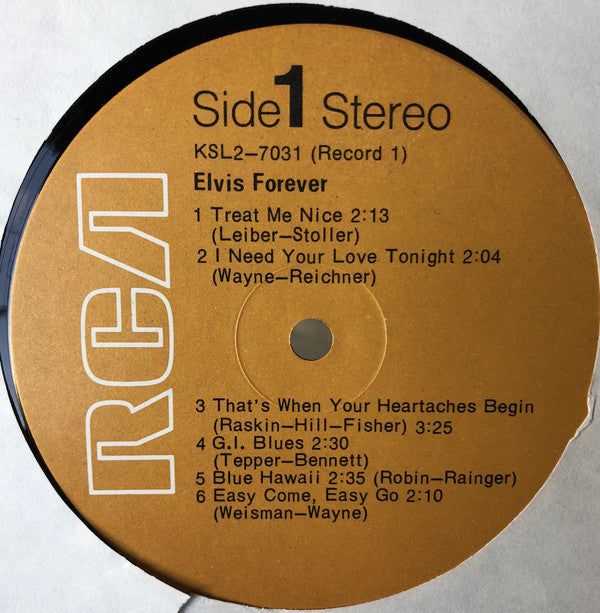 Side 1 Stereo
KSL2-7031 (Record 1)
Elvis Forever
1 Treat Me Nice 2:13
(Leiber-Stoller)
2 I Need Your Love Tonight 2:04
(Wayne-Reichner)
RCA
3 That's When Your Heartaches Begin
(Raskin-Hill-Fisher) 3:25
4 G.I. Blues 2:30
(Tepper-Bennett)
5 Blue Hawaii 2:35 (Robin-Rainger)
6 Easy Come, Easy Go 2:10
(Weisman-Wayne)